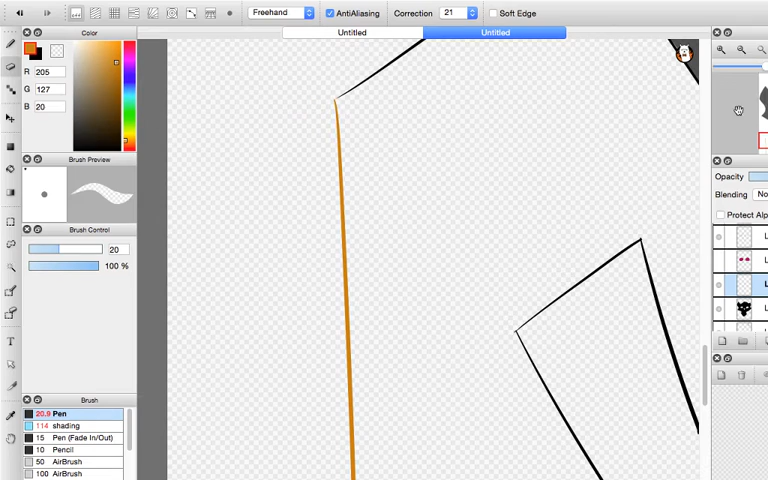 Freehand AntiAliasing Correction 21 Soft Edge
Untitled Untitled
Color
R 205
G 127
B 20
Brush Preview
Brush Control
20
100 %
Brush
20.9 Pen
114 shading
15 Pen (Fade In/Out)
10 Pencil
50 AirBrush
100 AirBrush
T
Opacity
Blending
Protect